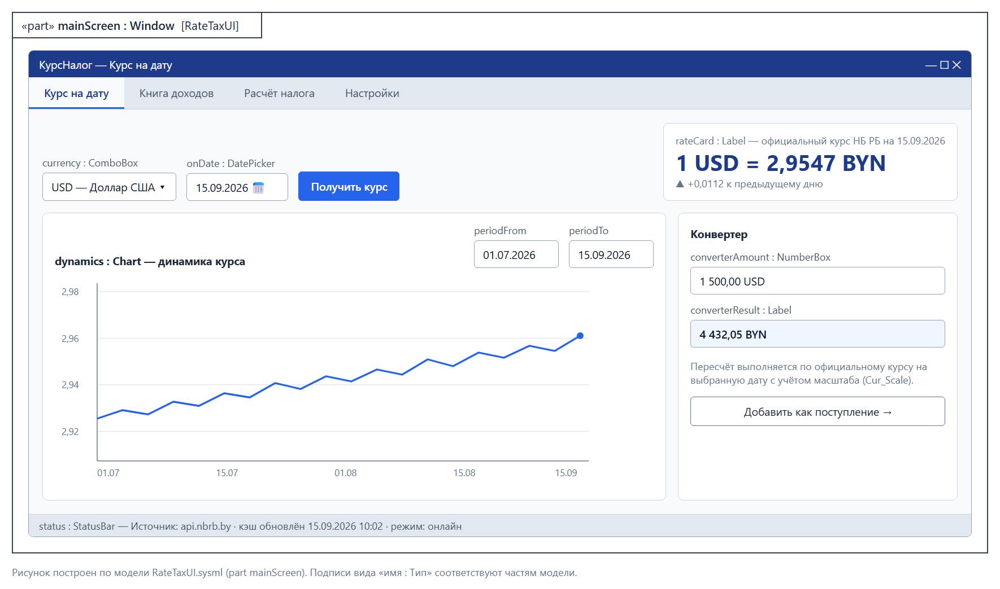 «part» mainScreen : Window [RateTaxUI]
КурсНалог — Курс на дату
Курс на дату
Книга доходов
Расчёт налога
Настройки
currency : ComboBox
USD — Доллар США ▾
onDate : DatePicker
15.09.2026
Получить курс
rateCard : Label — официальный курс НБ РБ на 15.09.2026
1 USD = 2,9547 BYN
▲ +0,0112 к предыдущему дню
dynamics : Chart — динамика курса
periodFrom
01.07.2026
periodTo
15.09.2026
2,98
2,96
2,94
2,92
01.07
15.07
01.08
15.08
15.09
Конвертер
converterAmount : NumberBox
1 500,00 USD
converterResult : Label
4 432,05 BYN
Пересчёт выполняется по официальному курсу на
выбранную дату с учётом масштаба (Cur_Scale).
Добавить как поступление →
status : StatusBar — Источник: api.nbrb.by · кэш обновлён 15.09.2026 10:02 · режим: онлайн
Рисунок построен по модели RateTaxUI.sysml (part mainScreen). Подписи вида «имя : Тип» соответствуют частям модели.